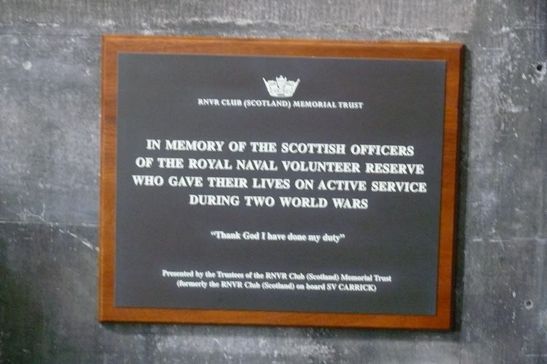 RNVR CLUB (SCOTLAND) MEMORIAL TRUST
IN MEMORY OF THE SCOTTISH OFFICERS
OF THE ROYAL NAVAL VOLUNTEER RESERVE
WHO GAVE THEIR LIVES ON ACTIVE SERVICE
DURING TWO WORLD WARS
"Thank God I have done my duty"
Presented by the Trustees of the RNVR Club (Scotland) Memorial Trust
(formerly the RNVR Club (Scotland) on board SV CARRICK)